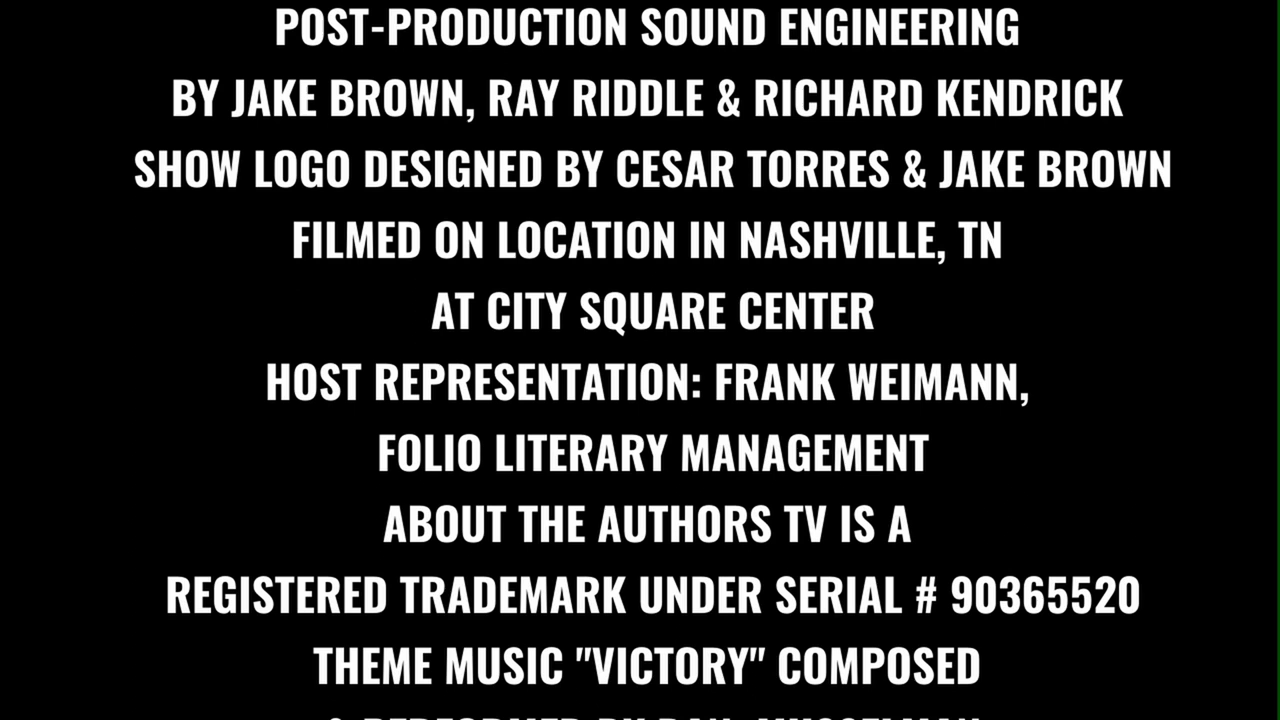 POST-PRODUCTION SOUND ENGINEERING
BY JAKE BROWN, RAY RIDDLE & RICHARD KENDRICK
SHOW LOGO DESIGNED BY CESAR TORRES & JAKE BROWN
FILMED ON LOCATION IN NASHVILLE, TN
AT CITY SQUARE CENTER
HOST REPRESENTATION: FRANK WEIMANN,
FOLIO LITERARY MANAGEMENT
ABOUT THE AUTHORS TV IS A
REGISTERED TRADEMARK UNDER SERIAL # 90365520
THEME MUSIC "VICTORY" COMPOSED
& PERFORMED BY